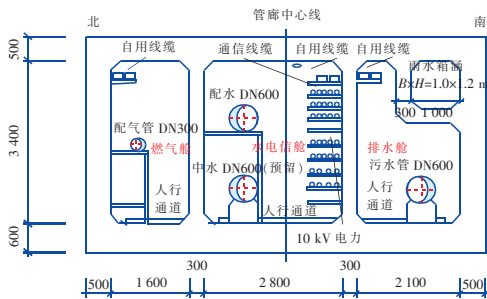 管廊中心线
北
南
自用线缆
通信线缆
自用线缆
自用线缆
雨水箱涵
B×H=1.0×1.2 m
300 1 000
配水 DN600
配气管 DN300
燃气舱
水电信舱
排水舱
中水 DN600(预留)
污水管 DN600
人行
通道
人行通道
人行
通道
10 kV 电力
500
3 400
600
300
300
500
1 600
2 800
2 100
500